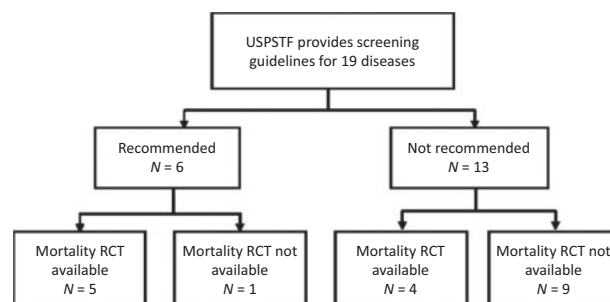 USPSTF provides screening
guidelines for 19 diseases
Recommended
N = 6
Not recommended
N = 13
Mortality RCT
available
N = 5
Mortality RCT not
available
N = 1
Mortality RCT
available
N = 4
Mortality RCT not
available
N = 9